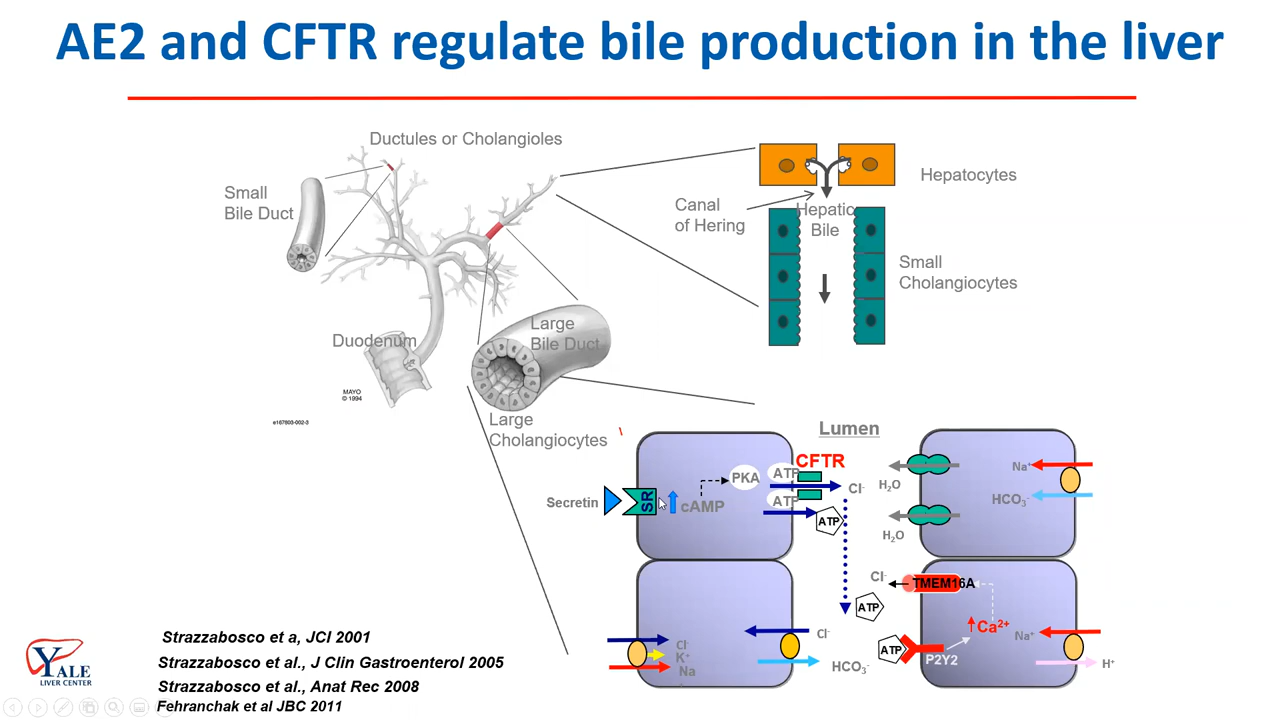 AE2 and CFTR regulate bile production in the liver
Ductules or Cholangioles
Small
Bile Duct
Duodenum
MAYO
© 1994
e187803-002-3
Large
Bile Duct
Large
Cholangiocytes
Hepatocytes
Canal
of Hering
Hepatic
Bile
Small
Cholangiocytes
Lumen
Secretin
SR
cAMP
PKA
ATP
ATP
CFTR
Cl-
ATP
H2O
H2O
Na+
HCO3-
Cl-
K+
Na
Cl-
HCO3-
ATP
Cl-
TMEM16A
Ca2+
ATP
P2Y2
Na+
H+
Strazzabosco et a, JCI 2001
Strazzabosco et al., J Clin Gastroenterol 2005
Strazzabosco et al., Anat Rec 2008
Fehranchak et al JBC 2011
YALE
LIVER CENTER